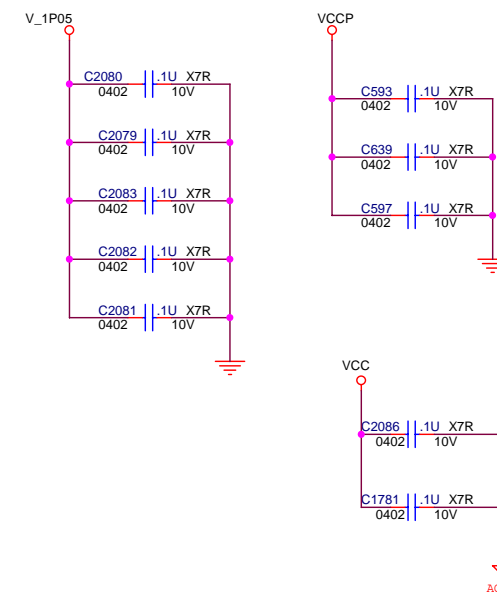 V_1P05
C2080 .1U X7R
0402 10V
C2079 .1U X7R
0402 10V
C2083 .1U X7R
0402 10V
C2082 .1U X7R
0402 10V
C2081 .1U X7R
0402 10V
VCCP
C593 .1U X7R
0402 10V
C639 .1U X7R
0402 10V
C597 .1U X7R
0402 10V
VCC
C2086 .1U X7R
0402 10V
C1781 .1U X7R
0402 10V